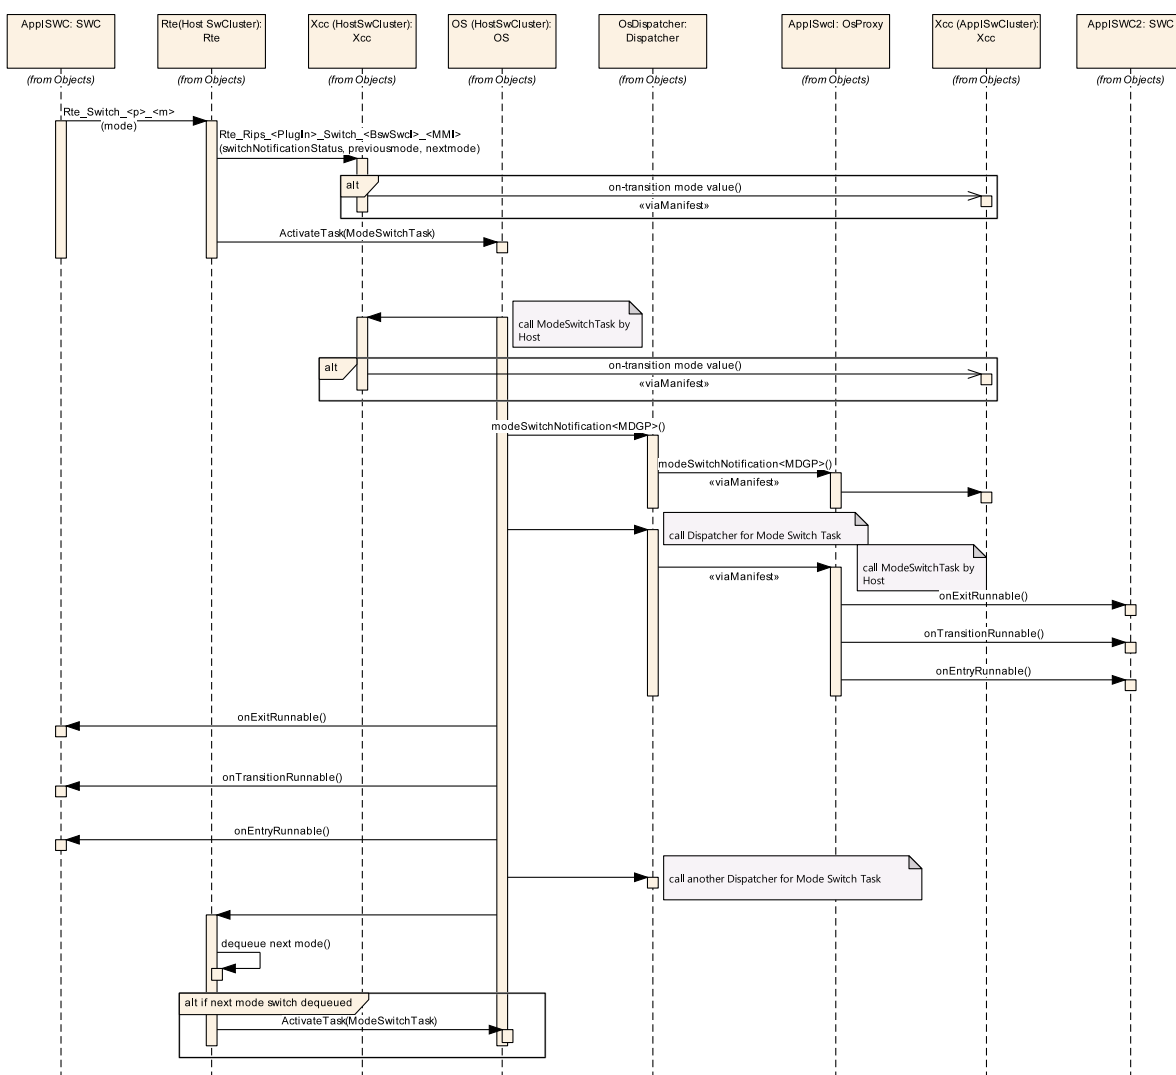 ApplSWC: SWC
Rte(Host SwCluster):
Rte
Xcc (HostSwCluster):
Xcc
OS (HostSwCluster):
OS
OsDispatcher:
Dispatcher
ApplSwcl: OsProxy
Xcc (ApplSwCluster):
Xcc
ApplSWC2: SWC
(from Objects)
(from Objects)
(from Objects)
(from Objects)
(from Objects)
(from Objects)
(from Objects)
(from Objects)
Rte_Switch_<p>_<m>
(mode)
Rte_Rips_<PlugIn>_Switch_<BswSwcl>_<MMI>
(switchNotificationStatus, previousmode, nextmode)
alt
on-transition mode value()
«viaManifest»
ActivateTask(ModeSwitchTask)
call ModeSwitchTask by
Host
alt
on-transition mode value()
«viaManifest»
modeSwitchNotification<MDGP>()
modeSwitchNotification<MDGP>()
«viaManifest»
call Dispatcher for Mode Switch Task
call ModeSwitchTask by
Host
«viaManifest»
onExitRunnable()
onTransitionRunnable()
onEntryRunnable()
onExitRunnable()
onTransitionRunnable()
onEntryRunnable()
call another Dispatcher for Mode Switch Task
dequeue next mode()
alt if next mode switch dequeued
ActivateTask(ModeSwitchTask)